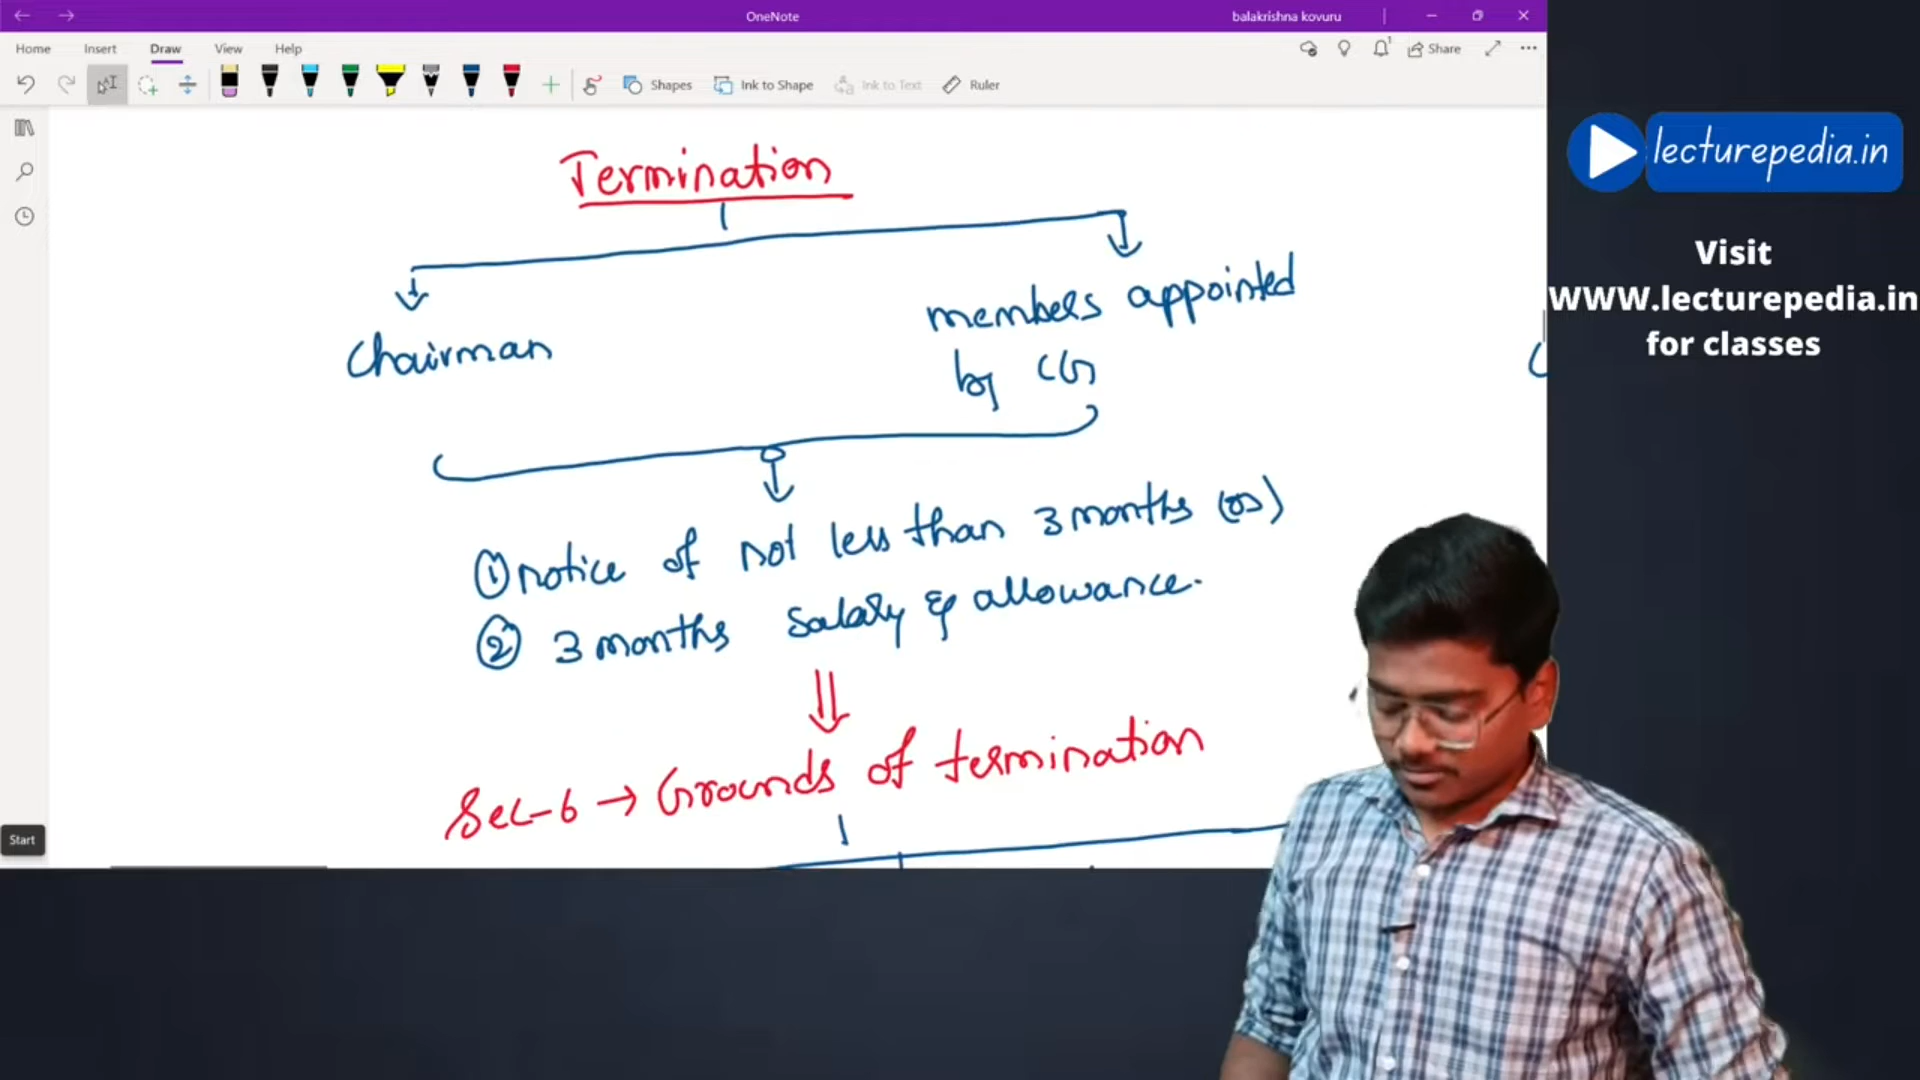 OneNote
balakrishna kovuru
Home Insert Draw View Help
1 Share
Shapes Ink to Shape Ink to Text Ruler
lecturepedia.in
Visit
WWW.lecturepedia.in
for classes
Termination
Chairman
members appointed
by CG
① notice of not less than 3 months (or)
② 3 months salary & allowance.
Sec-6 → Grounds of termination
Start